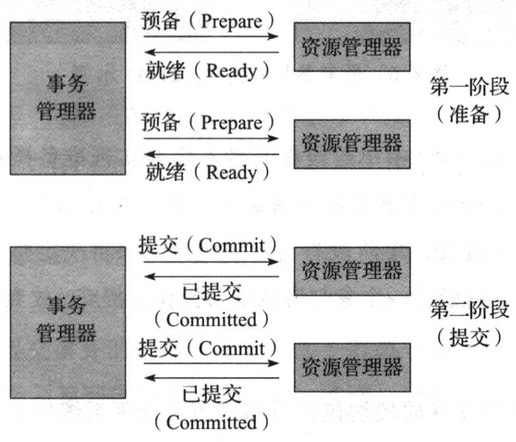 预备（Prepare）
资源管理器
就绪（Ready）
事务
管理器
第一阶段
（准备）
预备（Prepare）
资源管理器
就绪（Ready）
提交（Commit）
资源管理器
已提交
（Committed）
事务
管理器
第二阶段
（提交）
提交（Commit）
资源管理器
已提交
（Committed）